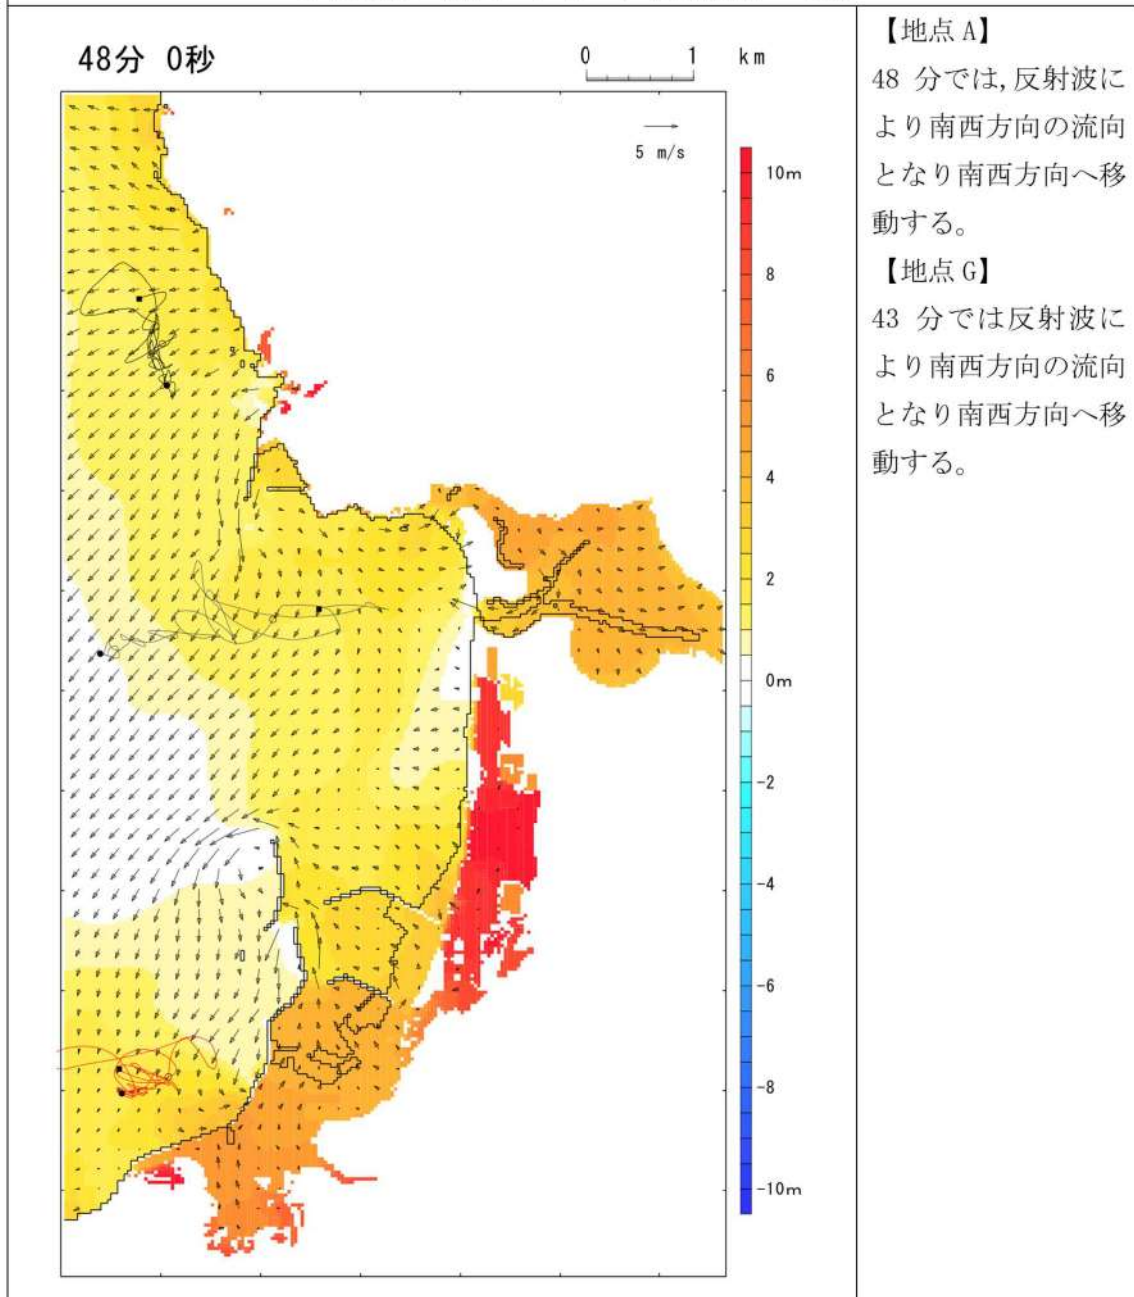 48分 0秒
0 1 km
5 m/s
10m
8
6
4
2
0m
-2
-4
-6
-8
-10m
【地点 A】
48 分では,反射波に
より南西方向の流向
となり南西方向へ移
動する。
【地点 G】
43 分では反射波に
より南西方向の流向
となり南西方向へ移
動する。